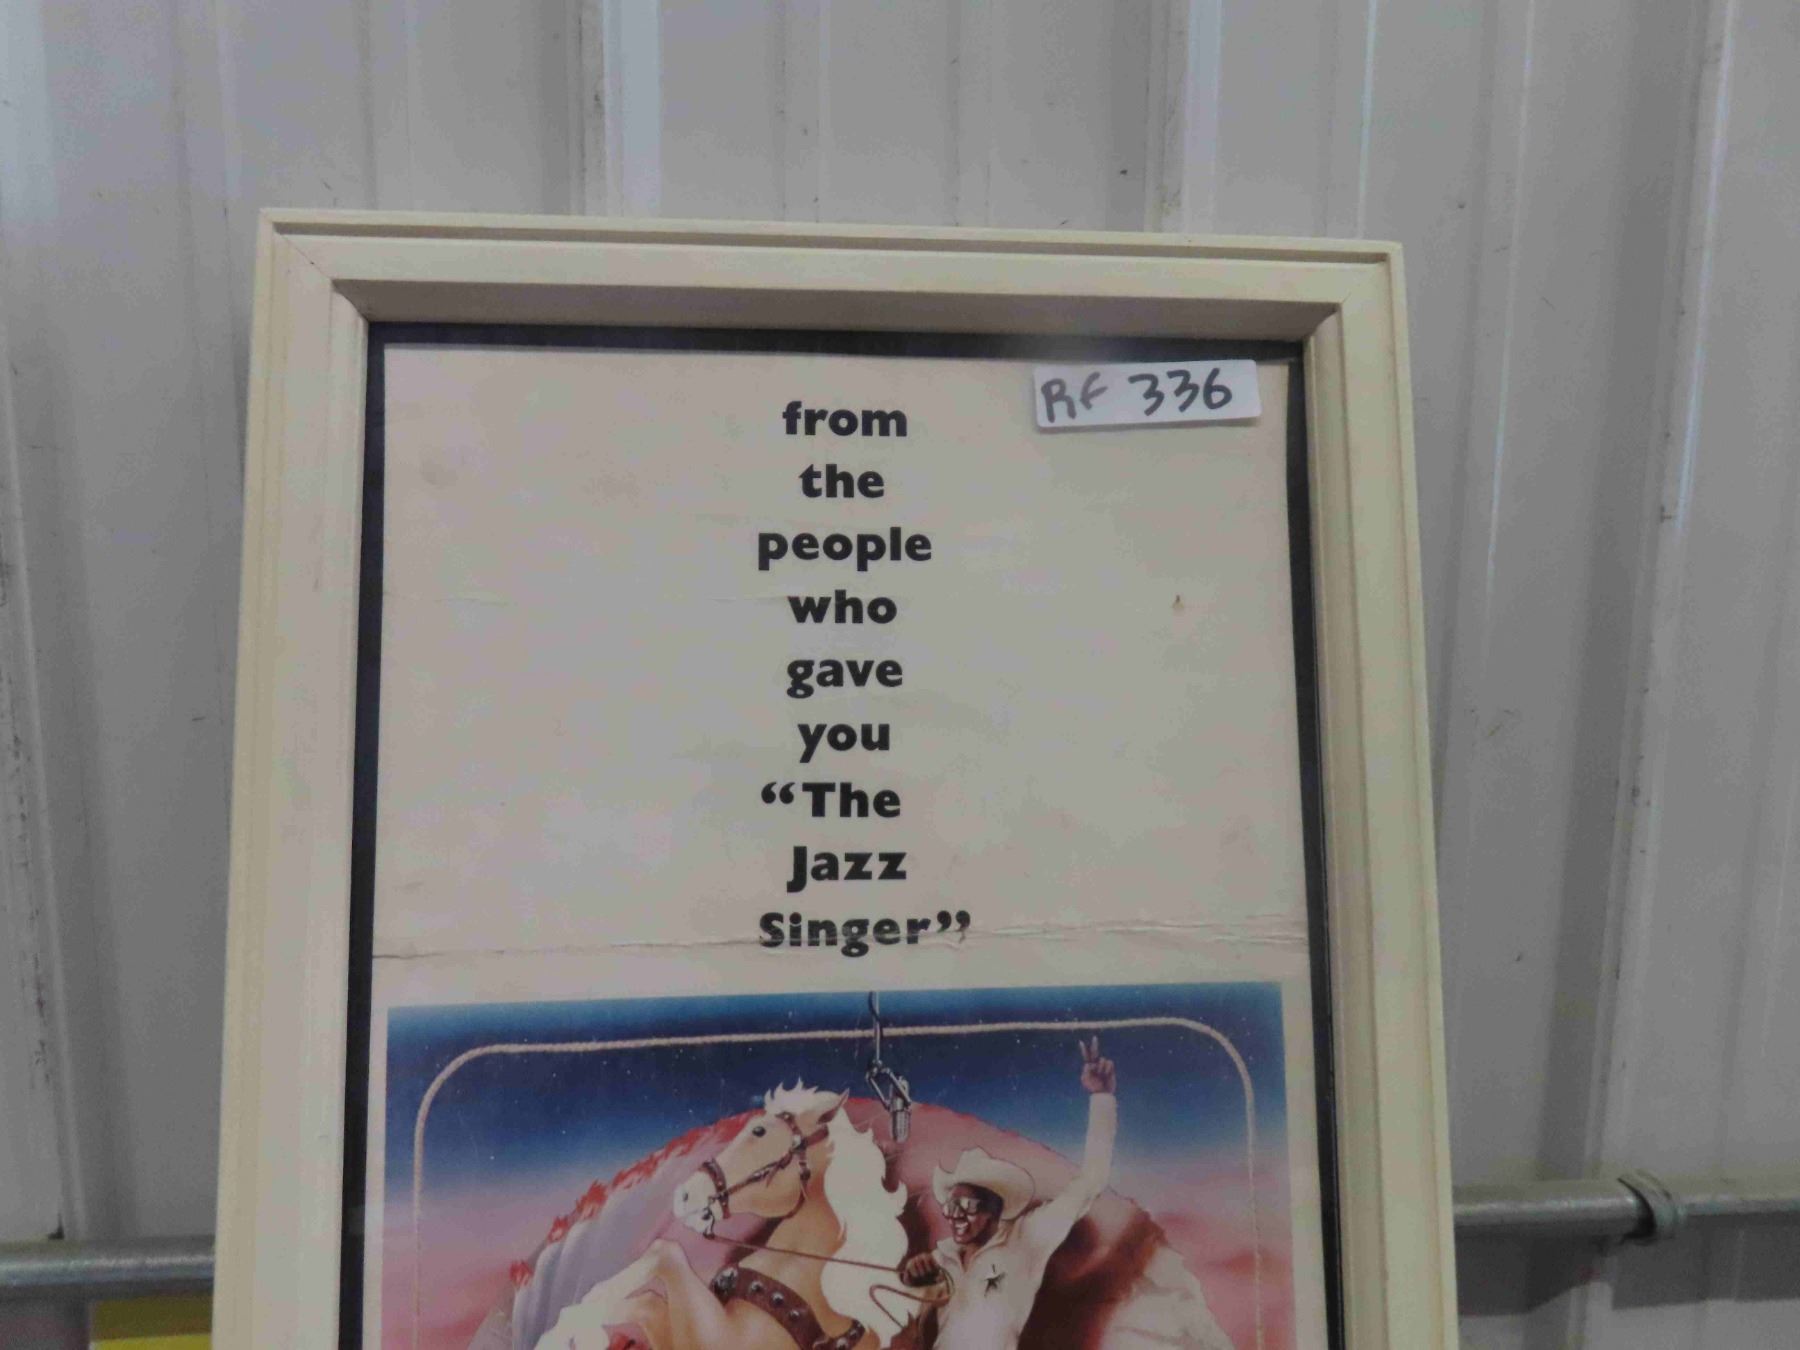 RF 336
from
the
people
who
gave
you
“The
Jazz
Singer”